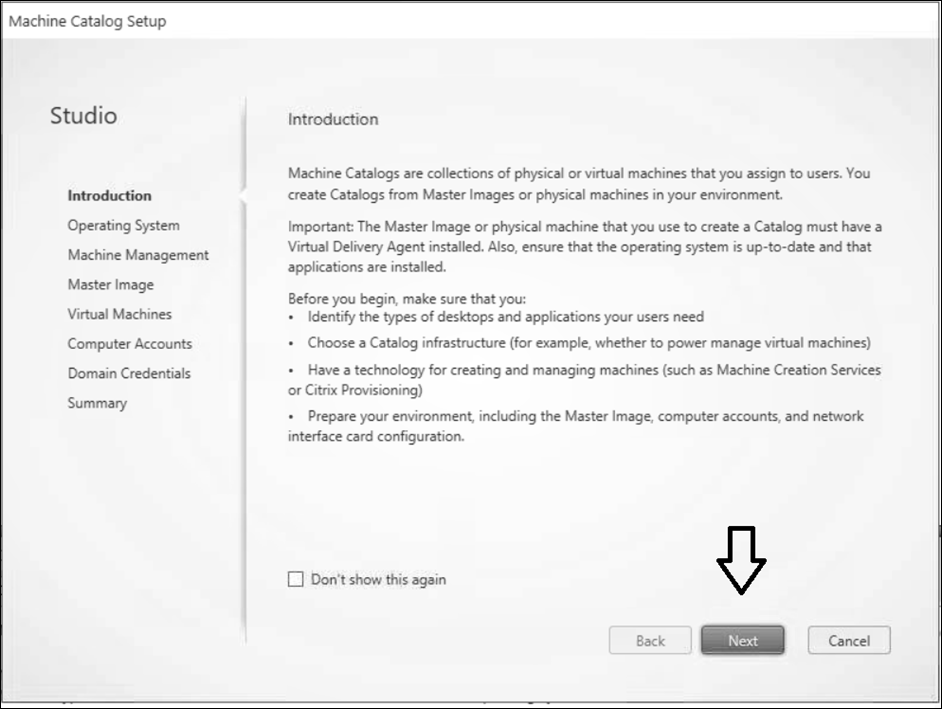 Machine Catalog Setup
Studio
Introduction
Operating System
Machine Management
Master Image
Virtual Machines
Computer Accounts
Domain Credentials
Summary
Introduction
Machine Catalogs are collections of physical or virtual machines that you assign to users. You
create Catalogs from Master Images or physical machines in your environment.
Important: The Master Image or physical machine that you use to create a Catalog must have a
Virtual Delivery Agent installed. Also, ensure that the operating system is up-to-date and that
applications are installed.
Before you begin, make sure that you:
• Identify the types of desktops and applications your users need
• Choose a Catalog infrastructure (for example, whether to power manage virtual machines)
• Have a technology for creating and managing machines (such as Machine Creation Services
or Citrix Provisioning)
• Prepare your environment, including the Master Image, computer accounts, and network
interface card configuration.
Don't show this again
Back Next Cancel